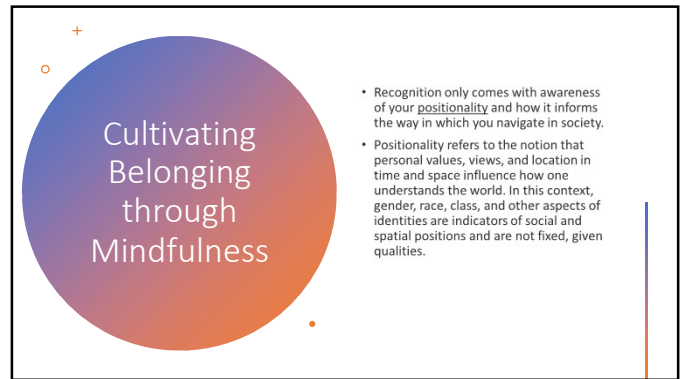 Cultivating
Belonging
through
Mindfulness
• Recognition only comes with awareness
of your positionality and how it informs
the way in which you navigate in society.
• Positionality refers to the notion that
personal values, views, and location in
time and space influence how one
understands the world. In this context,
gender, race, class, and other aspects of
identities are indicators of social and
spatial positions and are not fixed, given
qualities.